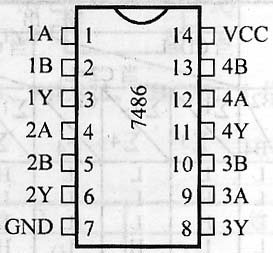 1A 1 14 VCC
1B 2 13 4B
1Y 3 12 4A
2A 4 11 4Y
2B 5 10 3B
2Y 6 9 3A
GND 7 8 3Y
7486